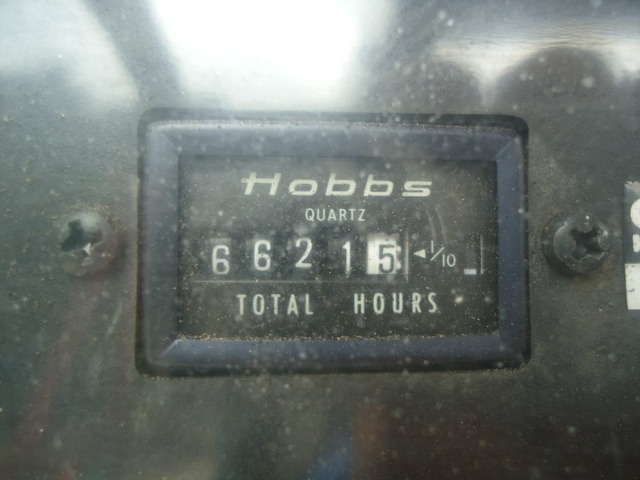 Hobbs
QUARTZ
66215 1/10
TOTAL HOURS